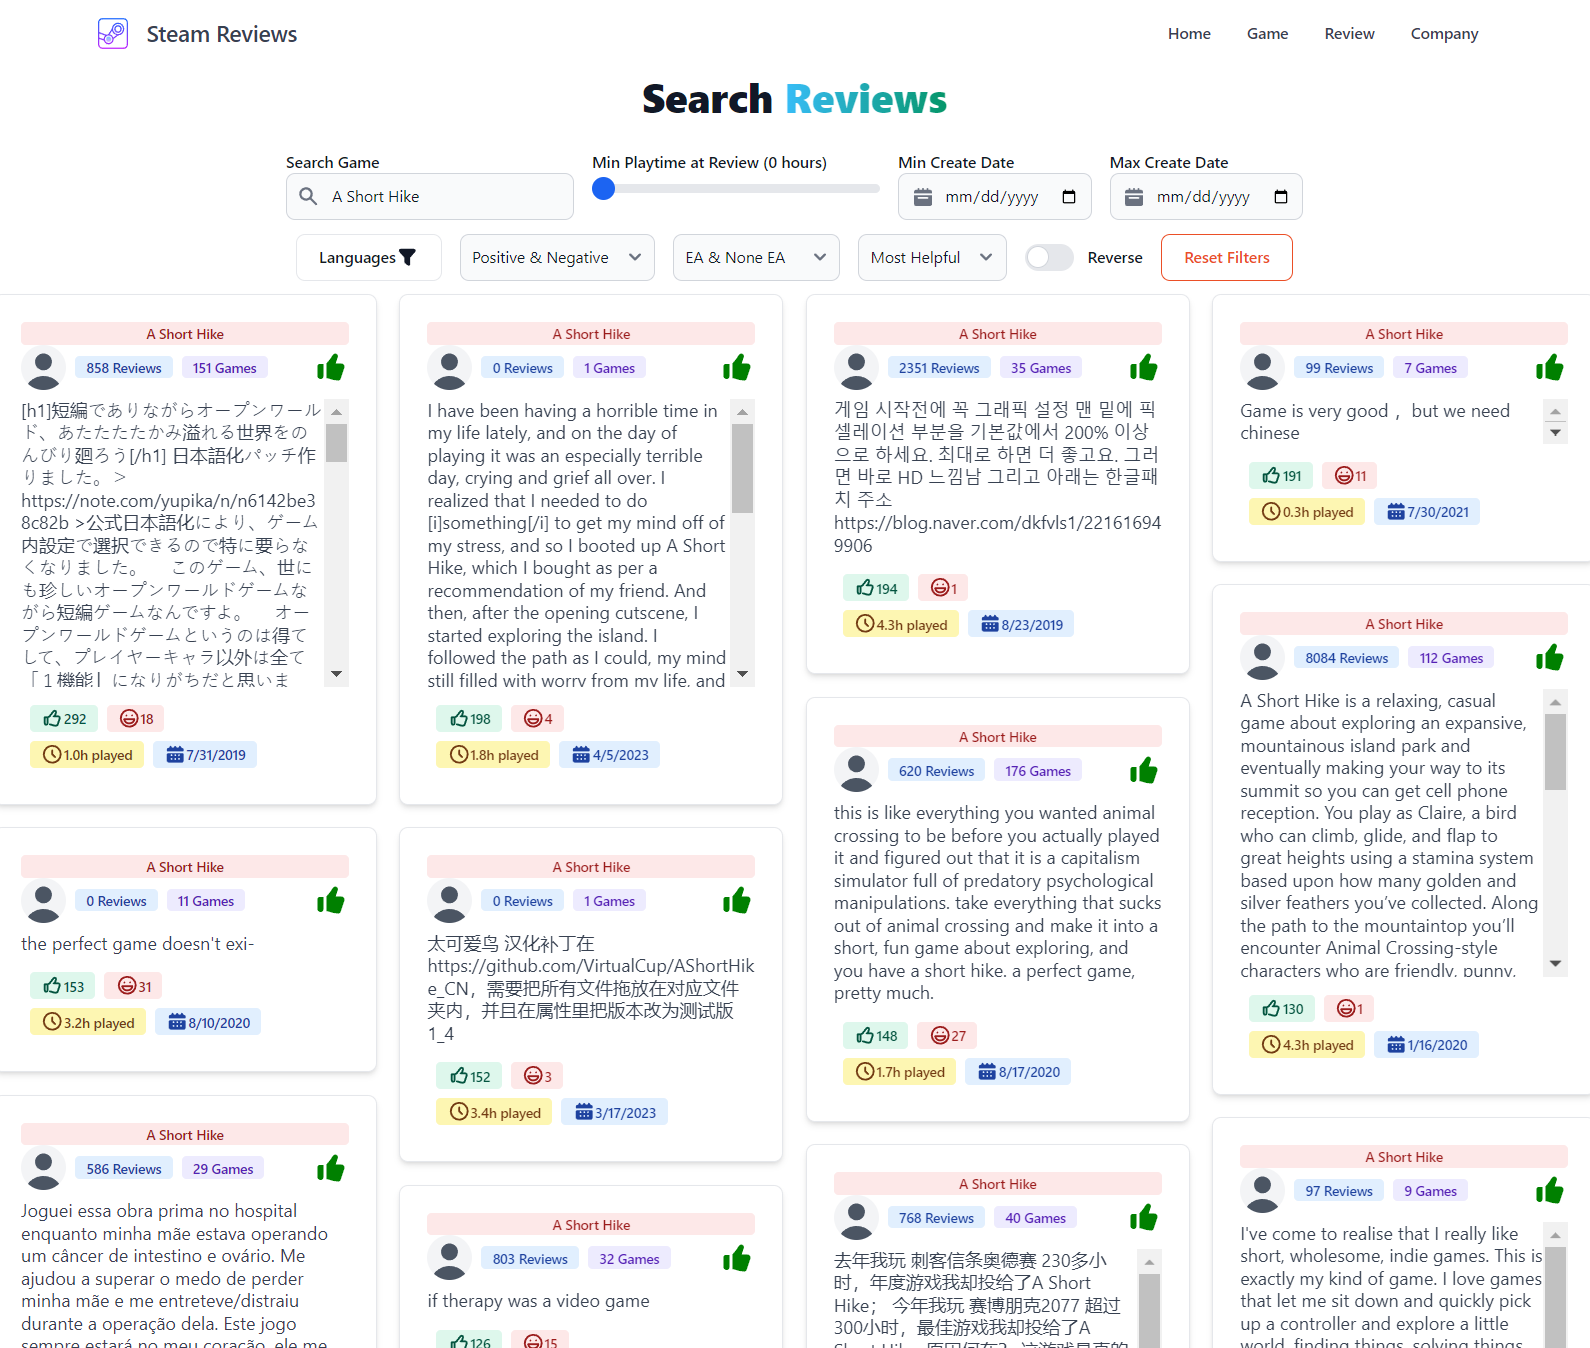 Steam Reviews
Home
Game
Review
Company
Search Reviews
Search Game
A Short Hike
Min Playtime at Review (0 hours)
Min Create Date
mm/dd/yyyy
Max Create Date
mm/dd/yyyy
Languages
Positive & Negative
EA & None EA
Most Helpful
Reverse
Reset Filters
A Short Hike
858 Reviews
151 Games
[h1]短編でありながらオープンワール
ド、あたたたたかみ溢れる世界をの
んびり廻ろう[/h1] 日本語化パッチ作
りました。＞
https://note.com/yupika/n/n6142be3
8c82b >公式日本語化により、ゲーム
内設定で選択できるので特に要らな
くなりました。　このゲーム、世に
も珍しいオープンワールドゲームな
がら短編ゲームなんですよ。　オー
プンワールドゲームというのは得て
して、プレイヤーキャラ以外は全て
「１機能」になりがちだと思いま
292
18
1.0h played
7/31/2019
A Short Hike
0 Reviews
11 Games
the perfect game doesn't exi-
153
31
3.2h played
8/10/2020
A Short Hike
586 Reviews
29 Games
Joguei essa obra prima no hospital
enquanto minha mãe estava operando
um câncer de intestino e ovário. Me
ajudou a superar o medo de perder
minha mãe e me entreteve/distraiu
durante a operação dela. Este jogo
sempre estará no meu coração, ele me
A Short Hike
0 Reviews
1 Games
I have been having a horrible time in
my life lately, and on the day of
playing it was an especially terrible
day, crying and grief all over. I
realized that I needed to do
[i]something[/i] to get my mind off of
my stress, and so I booted up A Short
Hike, which I bought as per a
recommendation of my friend. And
then, after the opening cutscene, I
started exploring the island. I
followed the path as I could, my mind
still filled with worry from my life, and
198
4
1.8h played
4/5/2023
A Short Hike
0 Reviews
1 Games
太可爱鸟 汉化补丁在
https://github.com/VirtualCup/AShortHik
e_CN，需要把所有文件拖放在对应文件
夹内，并且在属性里把版本改为测试版
1_4
152
3
3.4h played
3/17/2023
A Short Hike
803 Reviews
32 Games
if therapy was a video game
126
15
A Short Hike
2351 Reviews
35 Games
게임 시작전에 꼭 그래픽 설정 맨 밑에 픽
셀레이션 부분을 기본값에서 200% 이상
으로 하세요. 최대로 하면 더 좋고요. 그러
면 바로 HD 느낌남 그리고 아래는 한글패
치 주소
https://blog.naver.com/dkfvls1/22161694
9906
194
1
4.3h played
8/23/2019
A Short Hike
620 Reviews
176 Games
this is like everything you wanted animal
crossing to be before you actually played
it and figured out that it is a capitalism
simulator full of predatory psychological
manipulations. take everything that sucks
out of animal crossing and make it into a
short, fun game about exploring, and
you have a short hike. a perfect game,
pretty much.
148
27
1.7h played
8/17/2020
A Short Hike
768 Reviews
40 Games
去年我玩 刺客信条奥德赛 230多小
时，年度游戏我却投给了A Short
Hike； 今年我玩 赛博朋克2077 超过
300小时，最佳游戏我却投给了A
A Short Hike
99 Reviews
7 Games
Game is very good ，but we need
chinese
191
11
0.3h played
7/30/2021
A Short Hike
8084 Reviews
112 Games
A Short Hike is a relaxing, casual
game about exploring an expansive,
mountainous island park and
eventually making your way to its
summit so you can get cell phone
reception. You play as Claire, a bird
who can climb, glide, and flap to
great heights using a stamina system
based upon how many golden and
silver feathers you’ve collected. Along
the path to the mountaintop you’ll
encounter Animal Crossing-style
characters who are friendly, punny,
130
1
4.3h played
1/16/2020
A Short Hike
97 Reviews
9 Games
I've come to realise that I really like
short, wholesome, indie games. This is
exactly my kind of game. I love games
that let me sit down and quickly pick
up a controller and explore a little
world, finding things, solving things